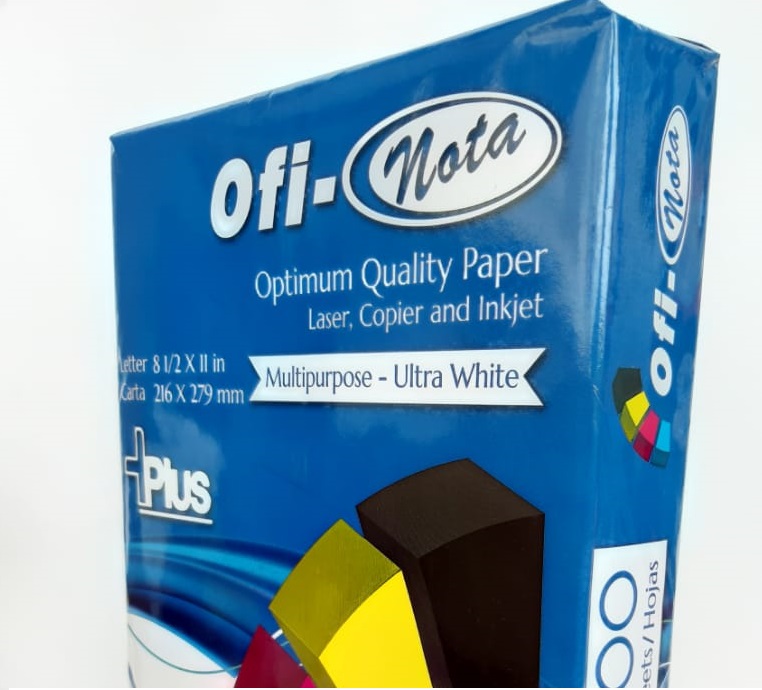 Ofi-Nota
Optimum Quality Paper
Laser, Copier and Inkjet
Letter 8 1/2 X 11 in
Carta 216 X 279 mm
Multipurpose - Ultra White
+Plus
Ofi-Nota
Hojas